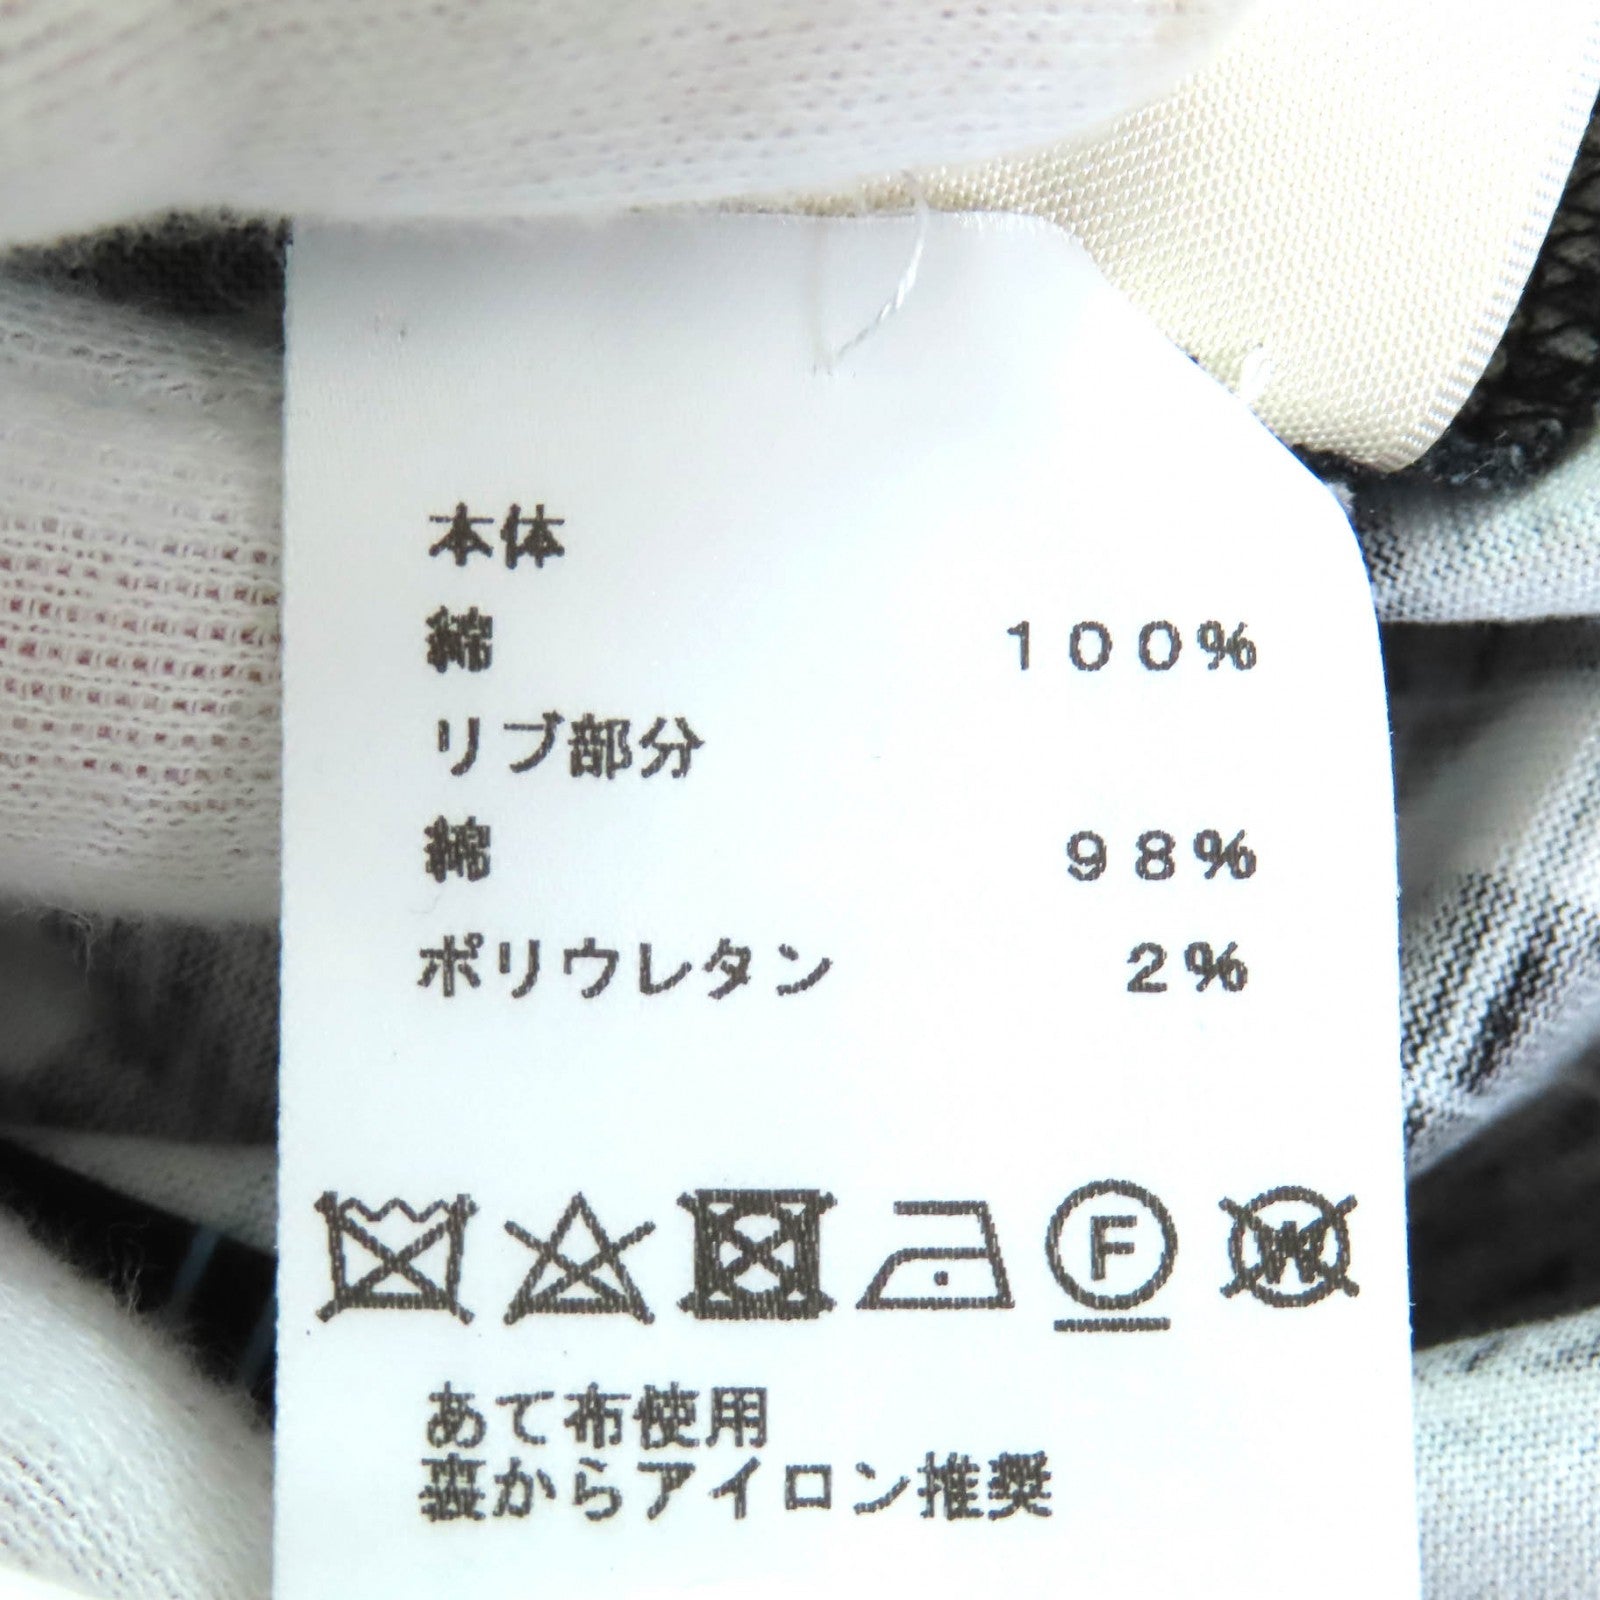 本体
綿 100%
リブ部分
綿 98%
ポリウレタン 2%
F W
あて布使用
裏からアイロン推奨